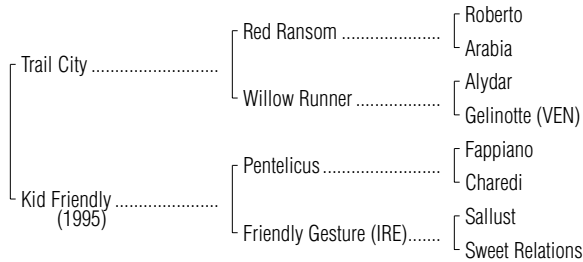 Roberto
Red Ransom ....................
Arabia
Trail City ..........................
Alydar
Willow Runner .................
Gelinotte (VEN)
Fappiano
Pentelicus ........................
Charedi
Kid Friendly .....................
(1995)
Sallust
Friendly Gesture (IRE).......
Sweet Relations